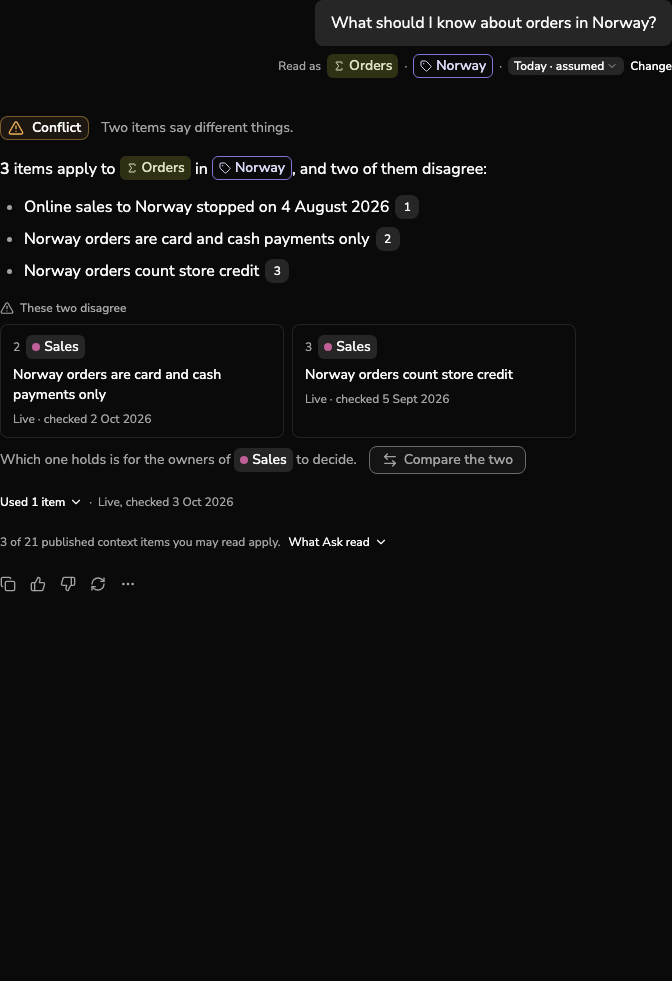 What should I know about orders in Norway?
Read as Σ Orders · Norway · Today · assumed Change
Conflict Two items say different things.
3 items apply to Σ Orders in Norway, and two of them disagree:
• Online sales to Norway stopped on 4 August 2026 1
• Norway orders are card and cash payments only 2
• Norway orders count store credit 3
These two disagree
2 Sales
Norway orders are card and cash
payments only
Live · checked 2 Oct 2026
3 Sales
Norway orders count store credit
Live · checked 5 Sept 2026
Which one holds is for the owners of Sales to decide. Compare the two
Used 1 item · Live, checked 3 Oct 2026
3 of 21 published context items you may read apply. What Ask read